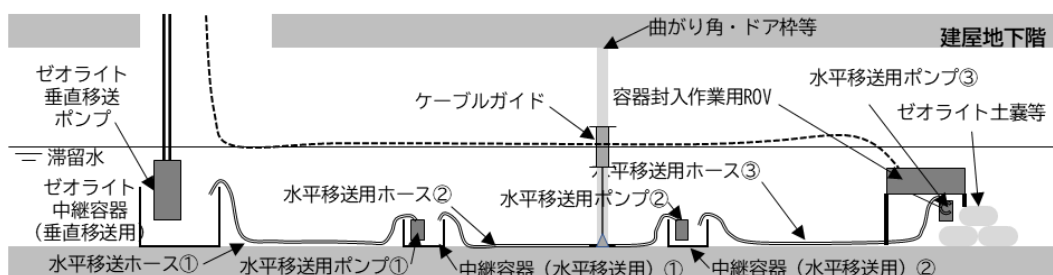 曲がり角・ドア枠等
建屋地下階
ゼオライト
垂直移送
ポンプ
水平移送用ポンプ③
ケーブルガイド
容器封入作業用ROV
ゼオライト土嚢等
滞留水
ゼオライト
中継容器
(垂直移送用)
水平移送用ホース②
水平移送用ポンプ②
水平移送用ホース③
水平移送ホース①
水平移送用ポンプ①
中継容器（水平移送用）①
中継容器（水平移送用）②